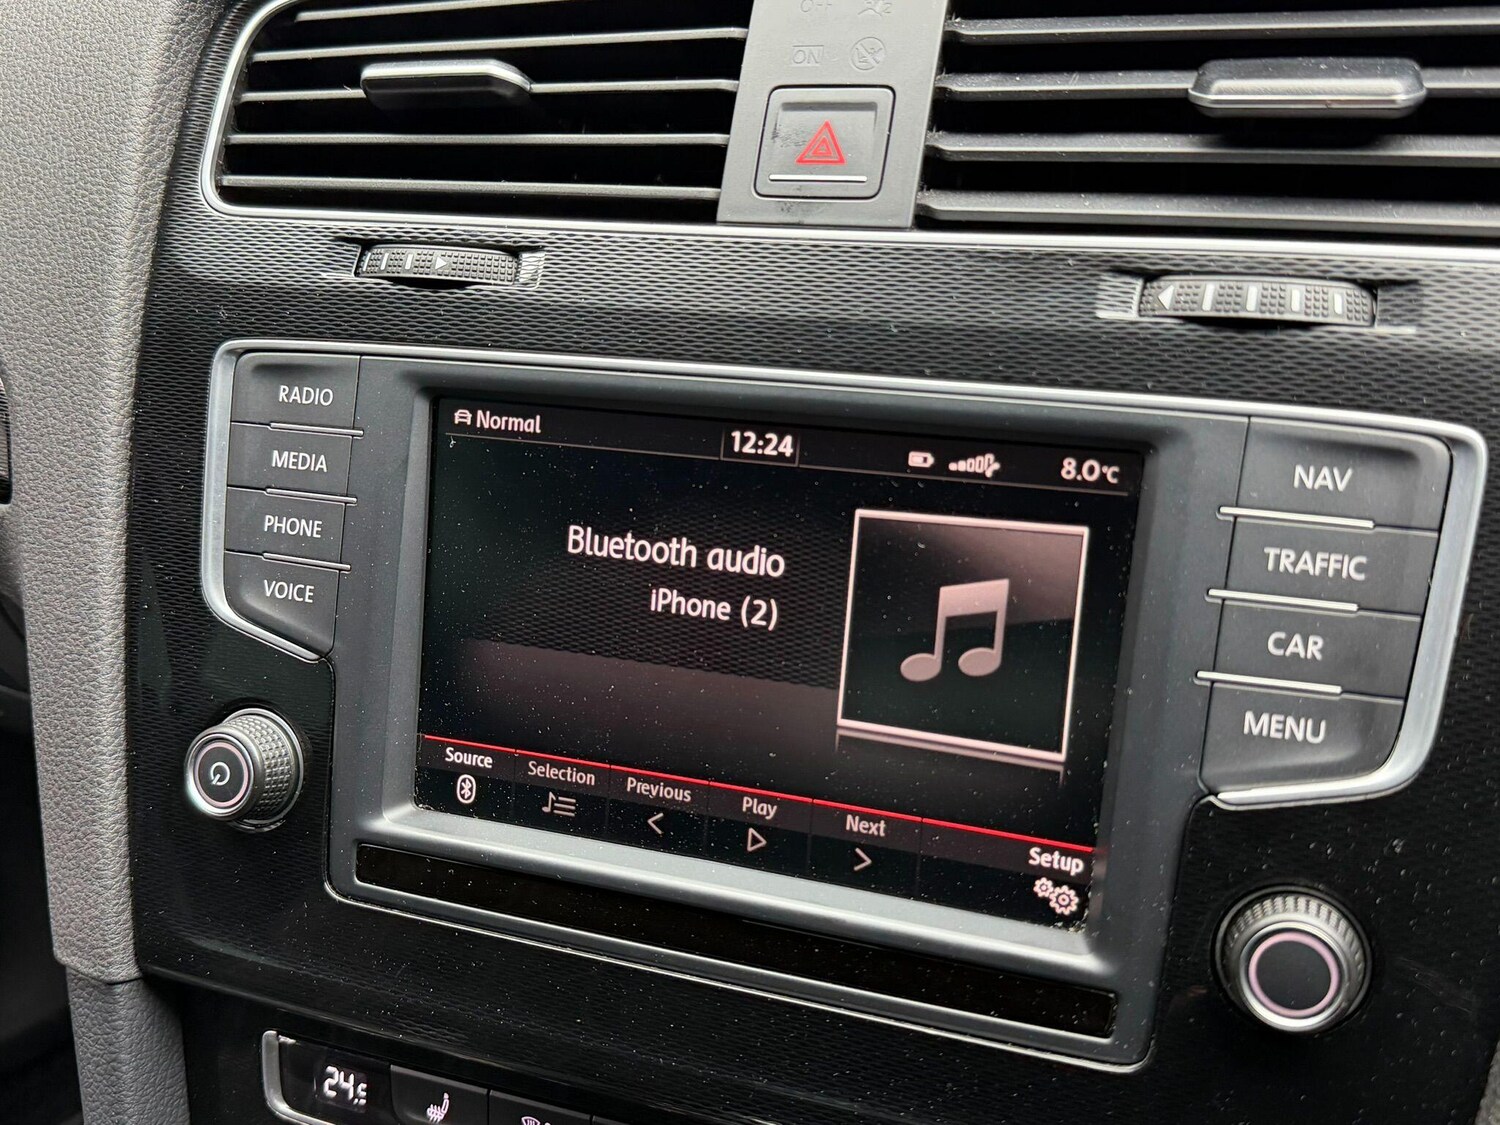 ON
RADIO
MEDIA
PHONE
VOICE
Normal
12:24
8.0°C
Bluetooth audio
iPhone (2)
Source
Selection
Previous
Play
Next
Setup
NAV
TRAFFIC
CAR
MENU
24.5